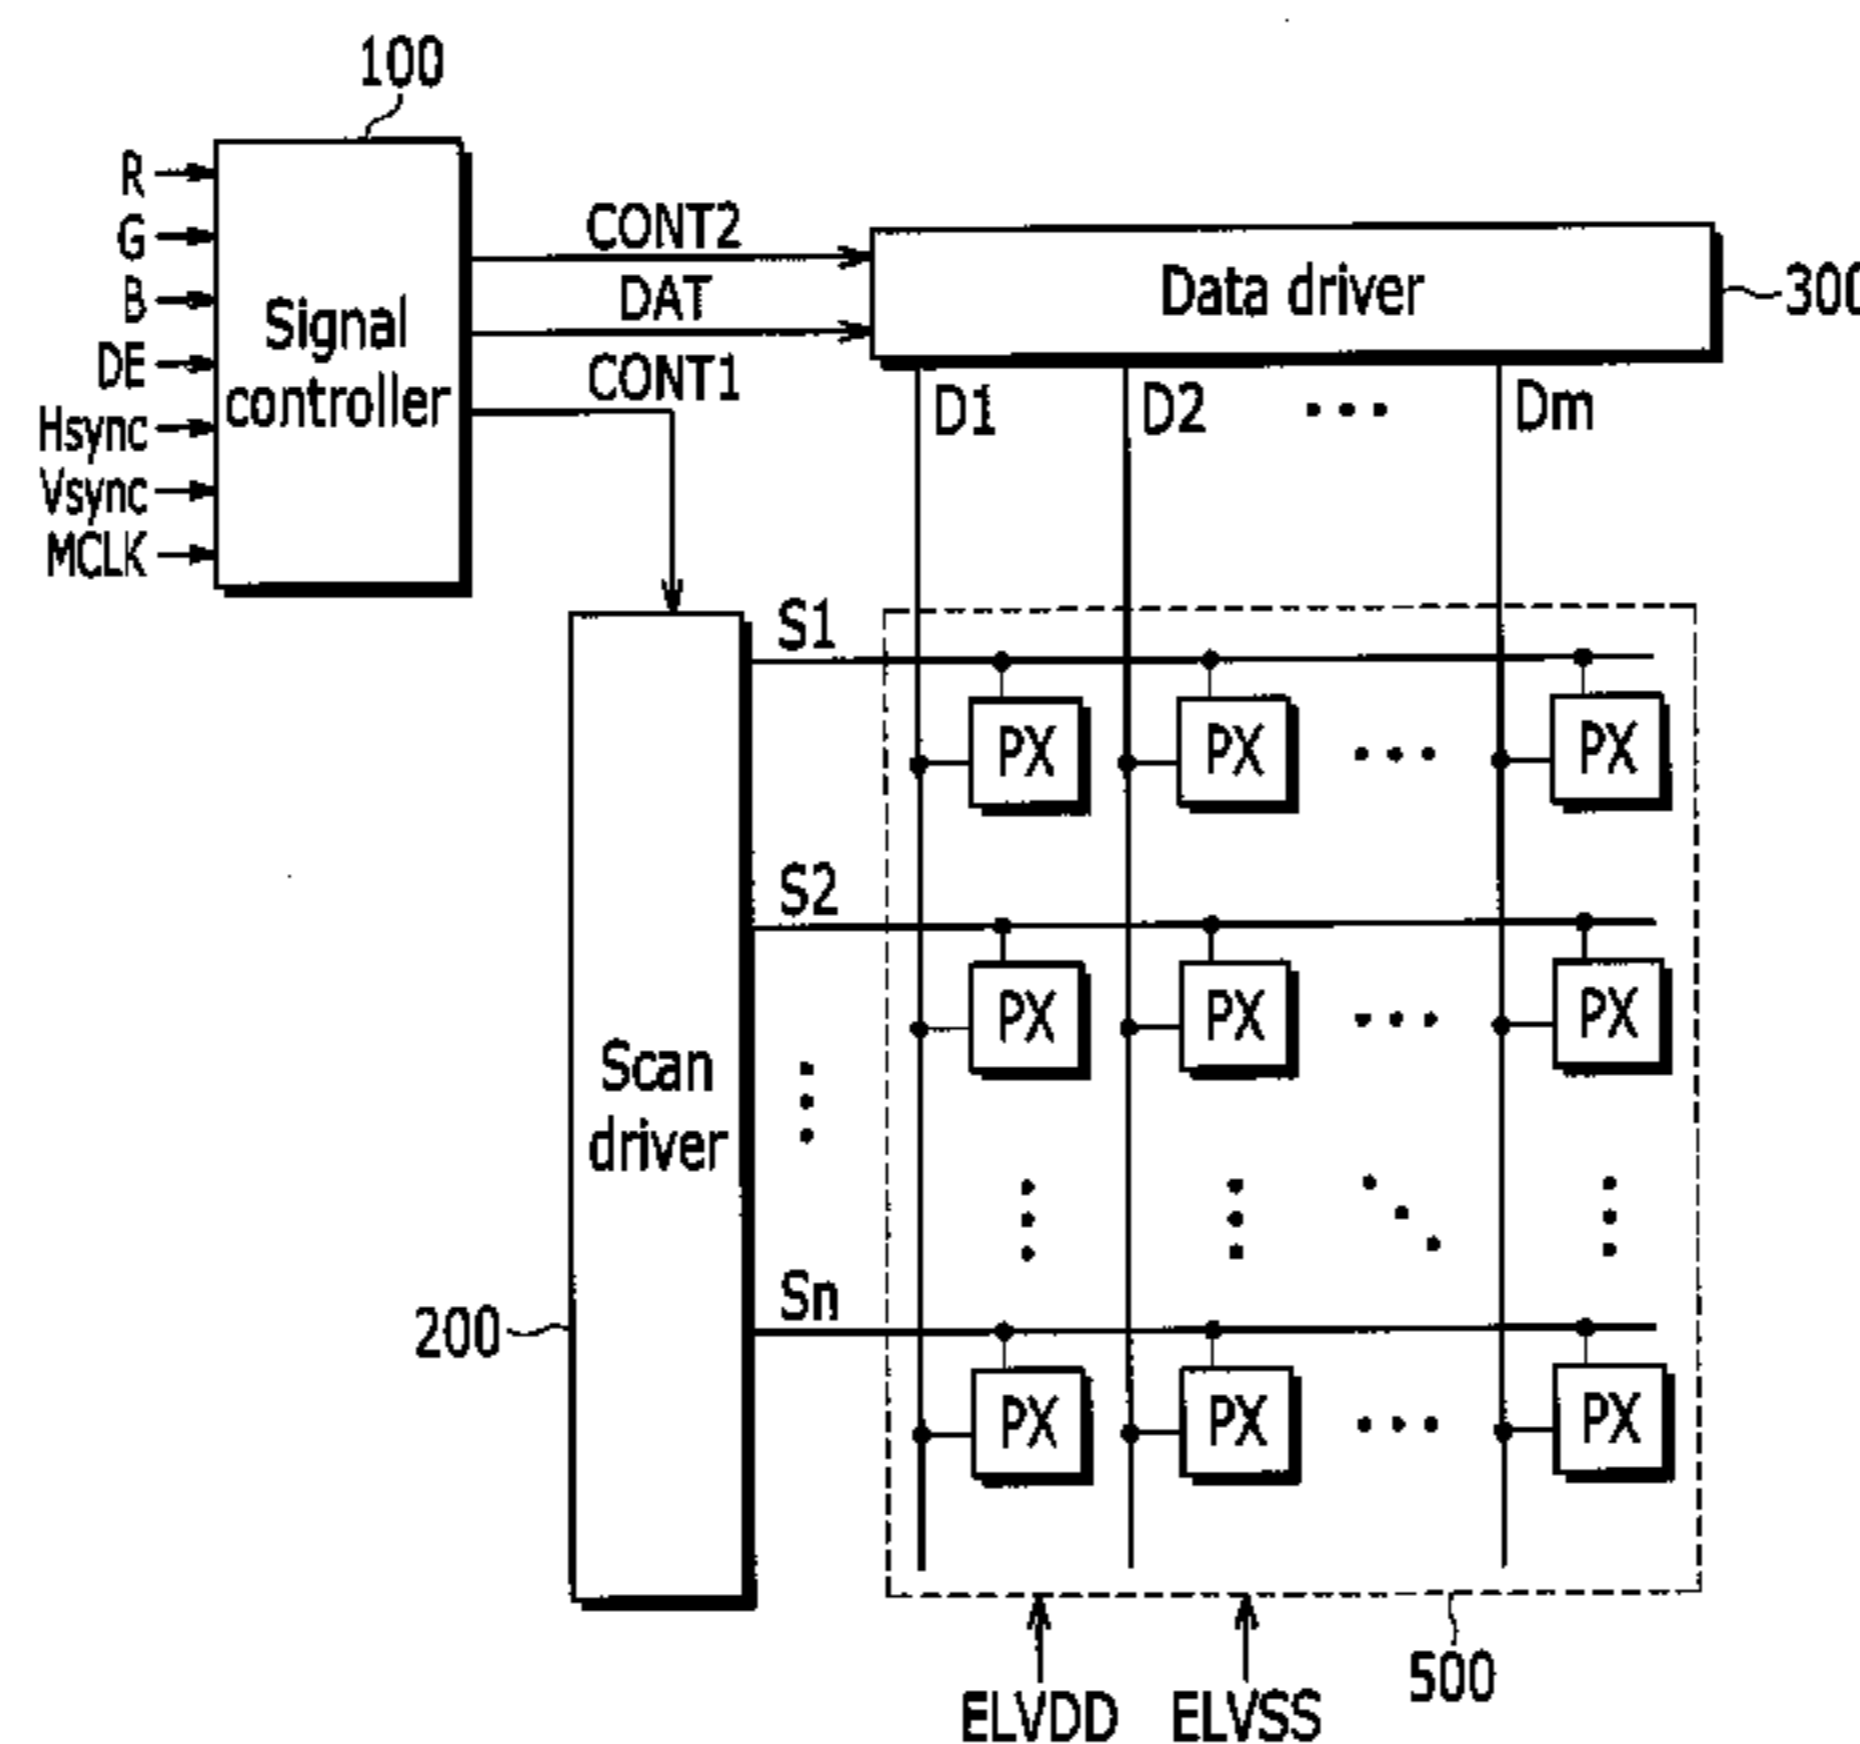 100
R
G
B
DE
Hsync
Vsync
MCLK
Signal
controller
CONT2
DAT
CONT1
Data driver
300
D1 D2 ... Dm
S1
PX PX ... PX
S2
PX PX ... PX
Scan
driver
200
Sn
PX PX ... PX
ELVDD ELVSS
500